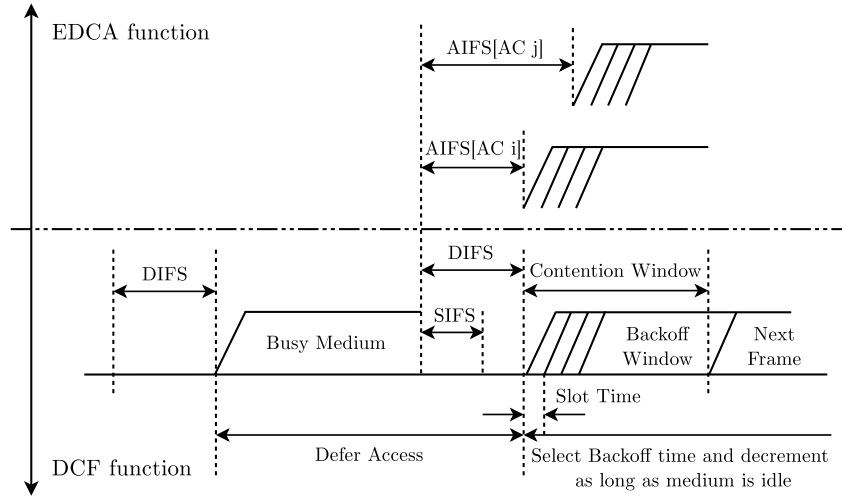 EDCA function
AIFS[AC j]
AIFS[AC i]
DIFS
DIFS
Contention Window
SIFS
Busy Medium
Backoff
Window
Next
Frame
Slot Time
Defer Access
Select Backoff time and decrement
as long as medium is idle
DCF function